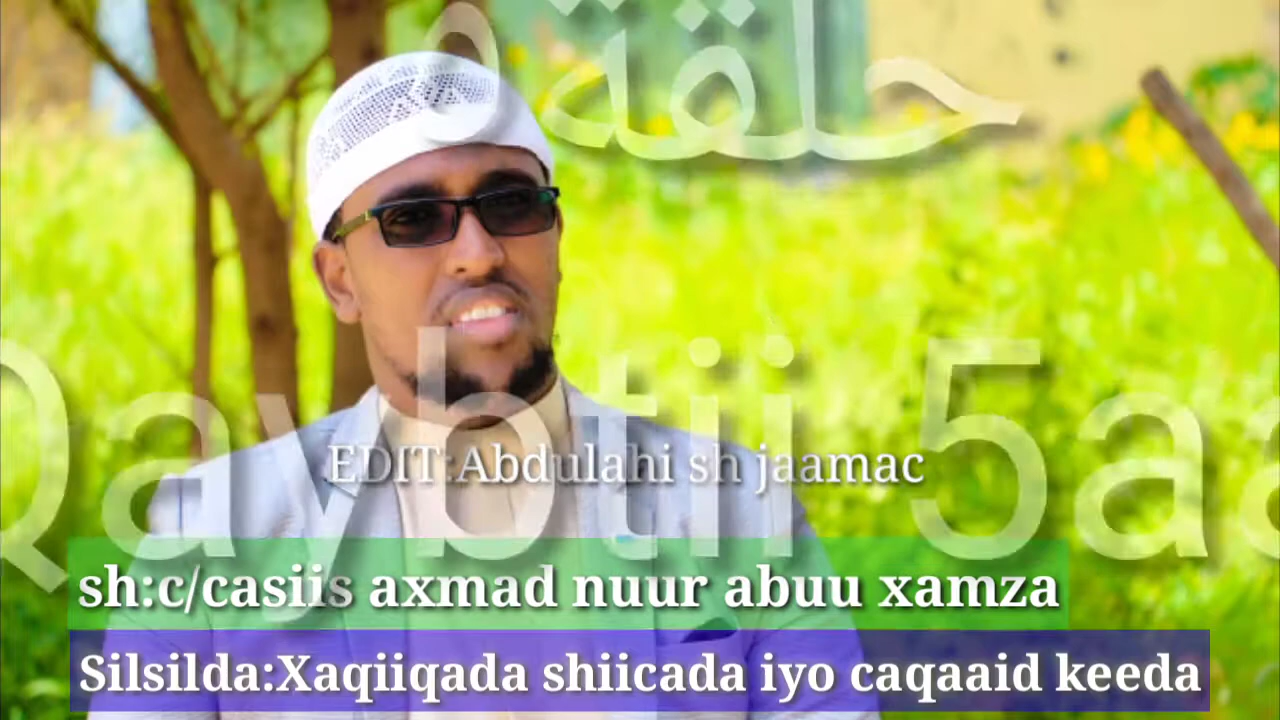 حلقة ٥
Qaybtii 5aa
EDIT:Abdulahi sh jaamac
sh:c/casiis axmad nuur abuu xamza
Silsilda:Xaqiiqada shiicada iyo caqaaid keeda